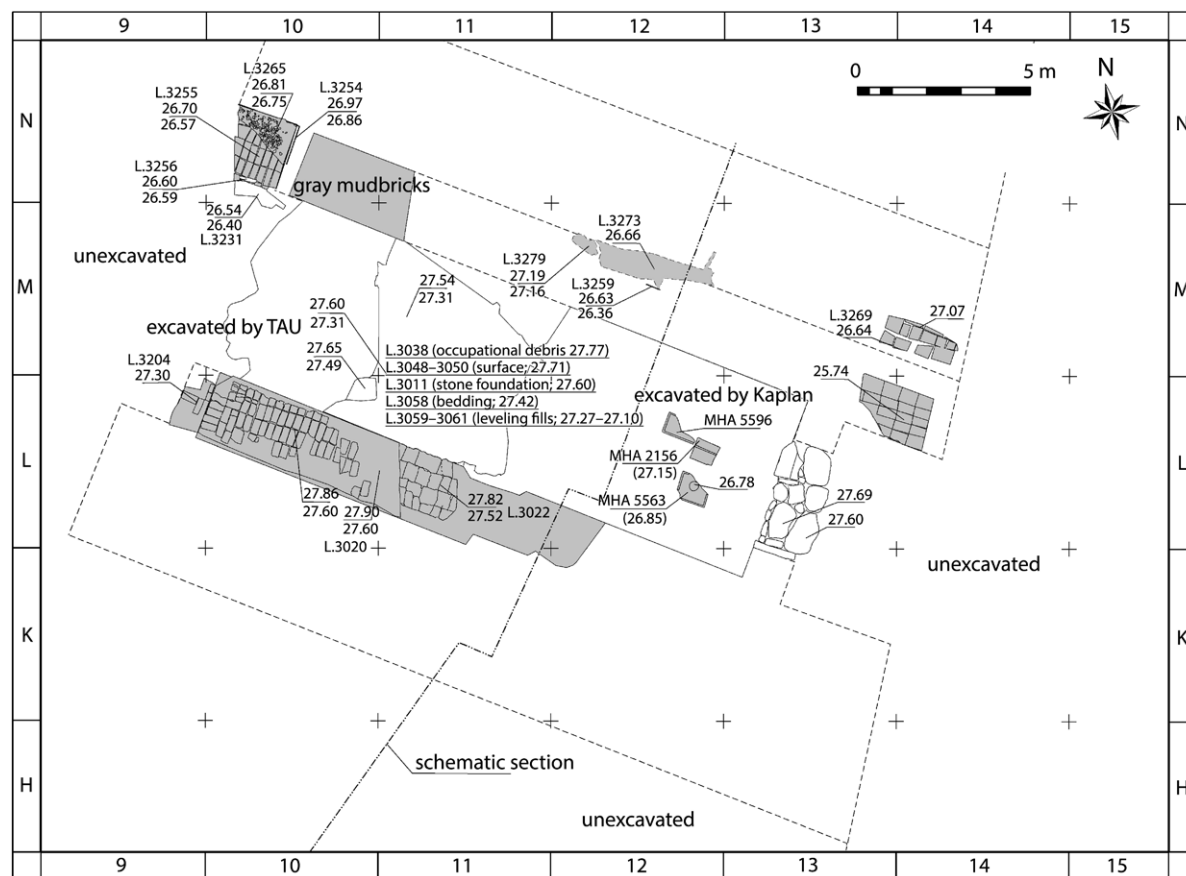 9 10 11 12 13 14 15
0 5 m
N
N
N
M
M
L
L
K
K
H
H
L.3265
26.81
26.75
L.3254
26.97
26.86
L.3255
26.70
26.57
L.3256
26.60
26.59
26.54
26.40
L.3231
gray mudbricks
unexcavated
L.3273
26.66
L.3279
27.19
27.16
L.3259
26.63
26.36
27.54
27.31
27.60
27.31
excavated by TAU
27.65
27.49
L.3269
26.64
27.07
L.3038 (occupational debris 27.77)
L.3048–3050 (surface; 27.71)
L.3011 (stone foundation; 27.60)
L.3058 (bedding; 27.42)
L.3059–3061 (leveling fills; 27.27–27.10)
L.3204
27.30
25.74
excavated by Kaplan
MHA 5596
MHA 2156
(27.15)
26.78
MHA 5563
(26.85)
27.86
27.60
27.90
27.60
L.3020
27.82
27.52 L.3022
27.69
27.60
unexcavated
schematic section
unexcavated
9 10 11 12 13 14 15